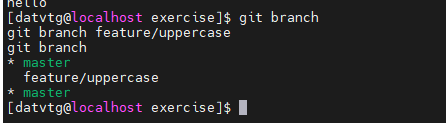 hello
[datvtg@localhost exercise]$ git branch
git branch feature/uppercase
git branch
* master
  feature/uppercase
* master
[datvtg@localhost exercise]$